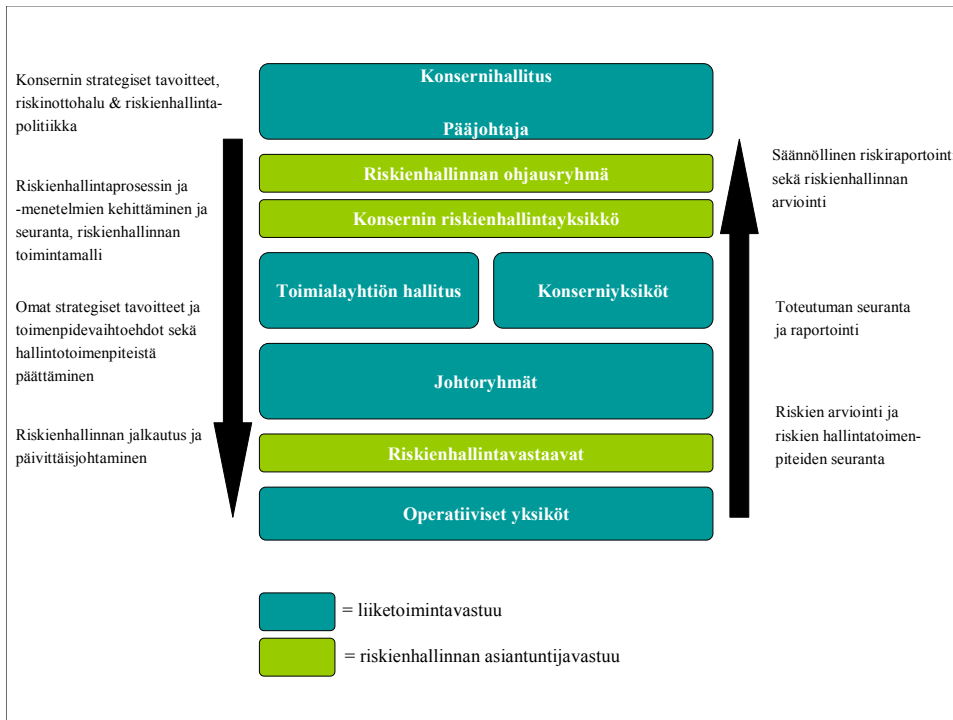 Konsernin strategiset tavoitteet,
riskinottohalu & riskienhallinta-
politiikka
Riskienhallintaprosessin ja
-menetelmien kehittäminen ja
seuranta, riskienhallinnan
toimintamalli
Omat strategiset tavoitteet ja
toimenpidevaihtoehdot sekä
hallintotoimenpiteistä
päättäminen
Riskienhallinnan jalkautus ja
päivittäisjohtaminen
Konsernihallitus
Pääjohtaja
Riskienhallinnan ohjausryhmä
Konsernin riskienhallintayksikkö
Toimialayhtiön hallitus
Konserniyksiköt
Johtoryhmät
Riskienhallintavastaavat
Operatiiviset yksiköt
Säännöllinen riskiraportointi
sekä riskienhallinnan
arviointi
Toteutuman seuranta
ja raportointi
Riskien arviointi ja
riskien hallintatoimen-
piteiden seuranta
= liiketoimintavastuu
= riskienhallinnan asiantuntijavastuu